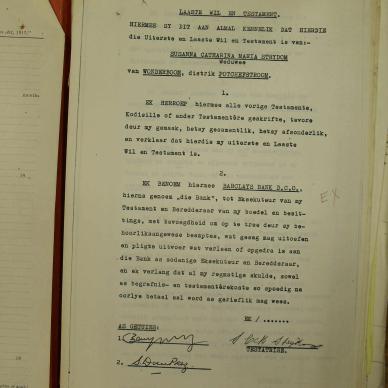 LAASTE WIL EN TESTAMENT.
HIERMEE SY DIT AAN ALMAL KENNELIK DAT HIERDIE
die Uiterste en Laaste Wil en Testament is van:-
SUSANNA CATHARINA MARIA STRYDOM
Weduwee
van WONDERBOOM, distrik POTCHEFSTROOM.
1.
EK HERROEP hiermee alle vorige Testamente,
Kodisille of ander Testamentêre geskrifte, tevore
deur my gemaak, hetsy gesamentlik, hetsy afsonderlik,
en verklaar dat hierdie my uiterste en Laaste
Wil en Testament is.
2.
EK BENOEM hiermee BARCLAYS BANK D.C.O.,
hierna genoem „die Bank", tot Eksekuteur van my
Testament en Beredderaar van my boedel en besit-
tings, met bevoegdheid om op te tree deur sy be-
hoorlikaangewese beamptes, wat gesag mag uitoefen
en pligte uitvoer wat verleen of opgedra is aan
die Bank as sodanige Eksekuteur en Beredderaar,
en ek verlang dat al my regmatige skulde, sowel
as begrafnis- en testamentêrekoste so spoedig na
oorlye betaal sal word as gerieflik mag wees.
EX
EK/.......
AS GETUIES:
1.
TESTATRISE.
2.